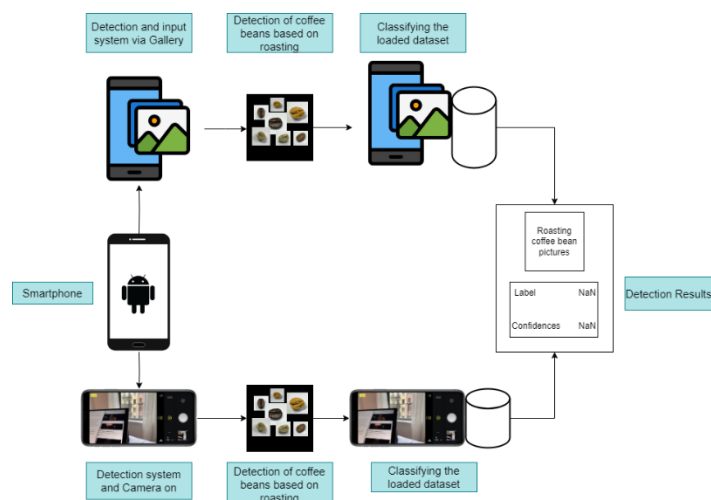 Detection and input
system via Gallery
Detection of coffee
beans based on
roasting
Classifying the
loaded dataset
Roasting
coffee bean
pictures
Label NaN
Confidences NaN
Detection Results
Smartphone
Detection system
and Camera on
Detection of coffee
beans based on
roasting
Classifying the
loaded dataset